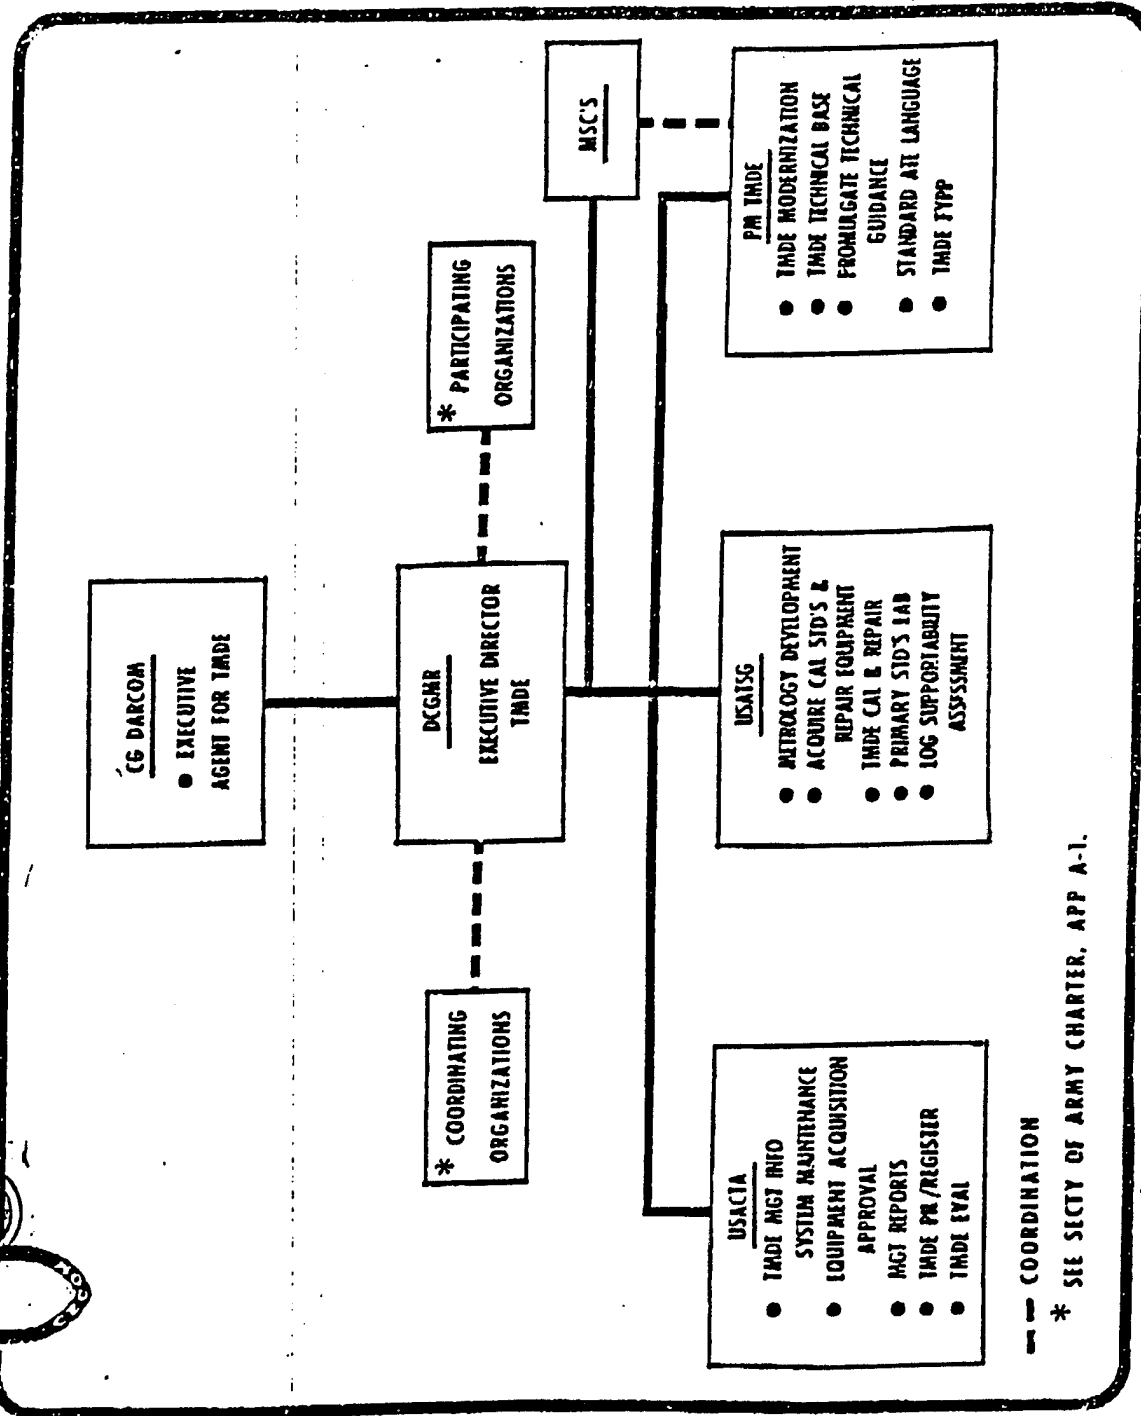 CG DARCOM
● EXECUTIVE
AGENT FOR TMDE
DCGMR
EXECUTIVE DIRECTOR
TMDE
* COORDINATING
ORGANIZATIONS
* PARTICIPATING
ORGANIZATIONS
MSC'S
USACTA
● TMDE MGT INFO
SYSTEM MAINTENANCE
● EQUIPMENT ACQUISITION
APPROVAL
● MGT REPORTS
● TMDE PIL/REGISTER
● TMDE EVAL
USATSG
● METROLOGY DEVELOPMENT
● ACQUIRE CAL STD'S &
REPAIR EQUIPMENT
● TMDE CAL & REPAIR
● PRIMARY STD'S LAB
● LOG SUPPORTABILITY
ASSESSMENT
PM TMDE
● TMDE MODERNIZATION
● TMDE TECHNICAL BASE
● PROMULGATE TECHNICAL
GUIDANCE
● STANDARD ATE LANGUAGE
● TMDE FYPP
-- COORDINATION
* SEE SECTY OF ARMY CHARTER, APP A-1.